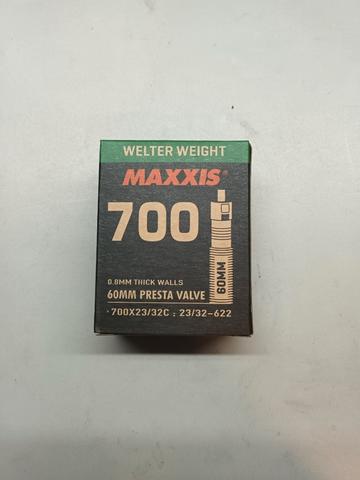 WELTER WEIGHT
MAXXIS®
700
60MM
0.8MM THICK WALLS
60MM PRESTA VALVE
·700X23/32C ; 23/32-622